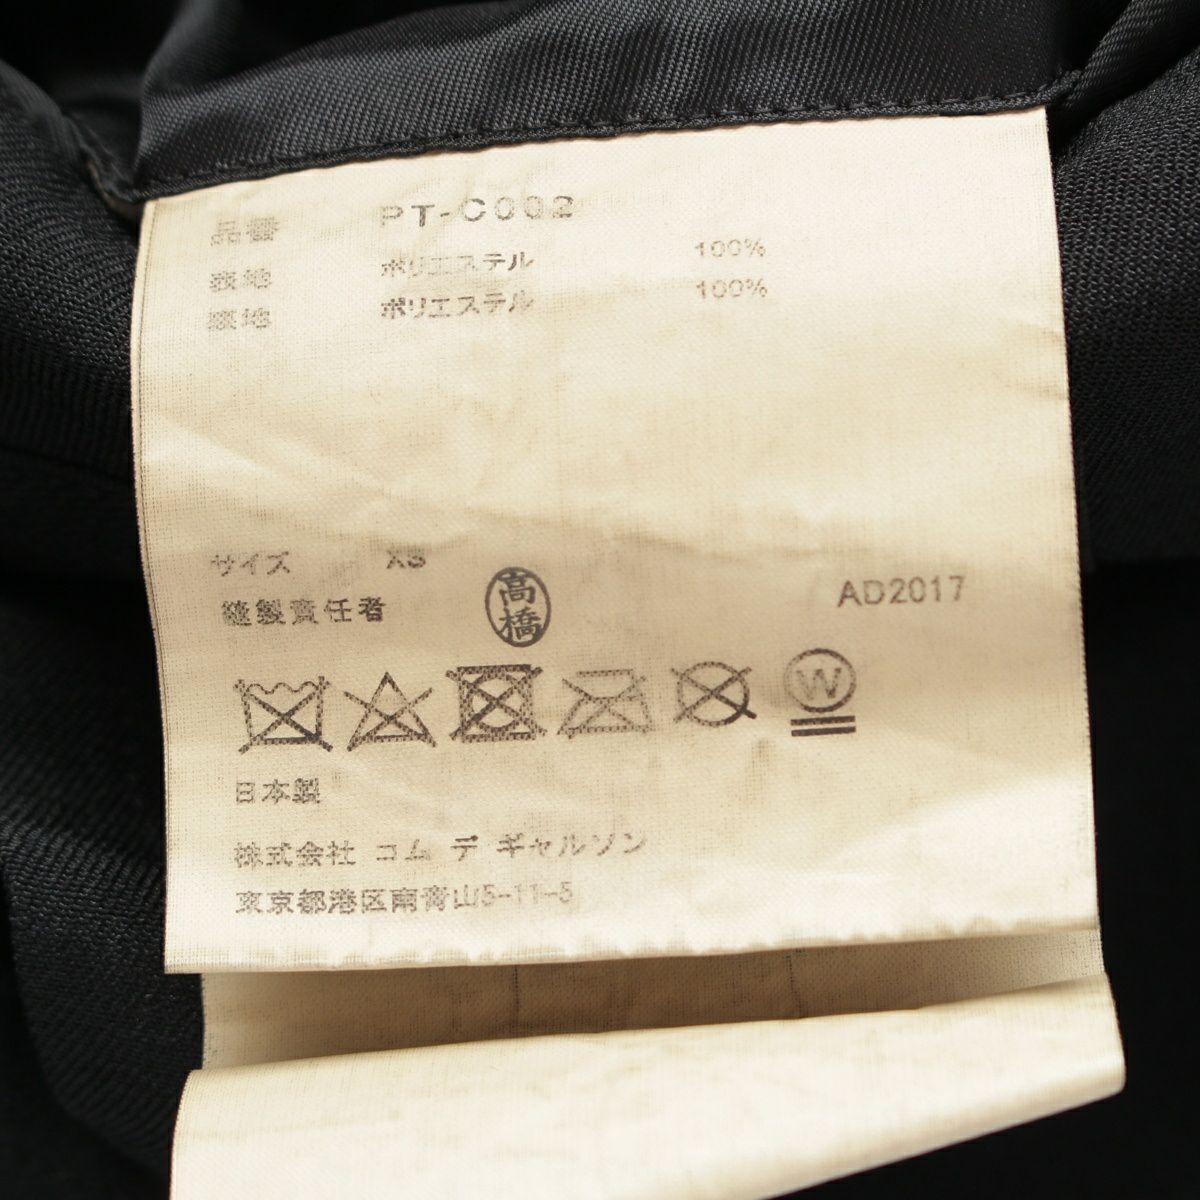 品番 PT-C002
表地 ポリエステル 100%
裏地 ポリエステル 100%
サイズ XS
縫製責任者 高橋 AD2017
W
日本製
株式会社 コム デ ギャルソン
東京都港区南青山5-11-5